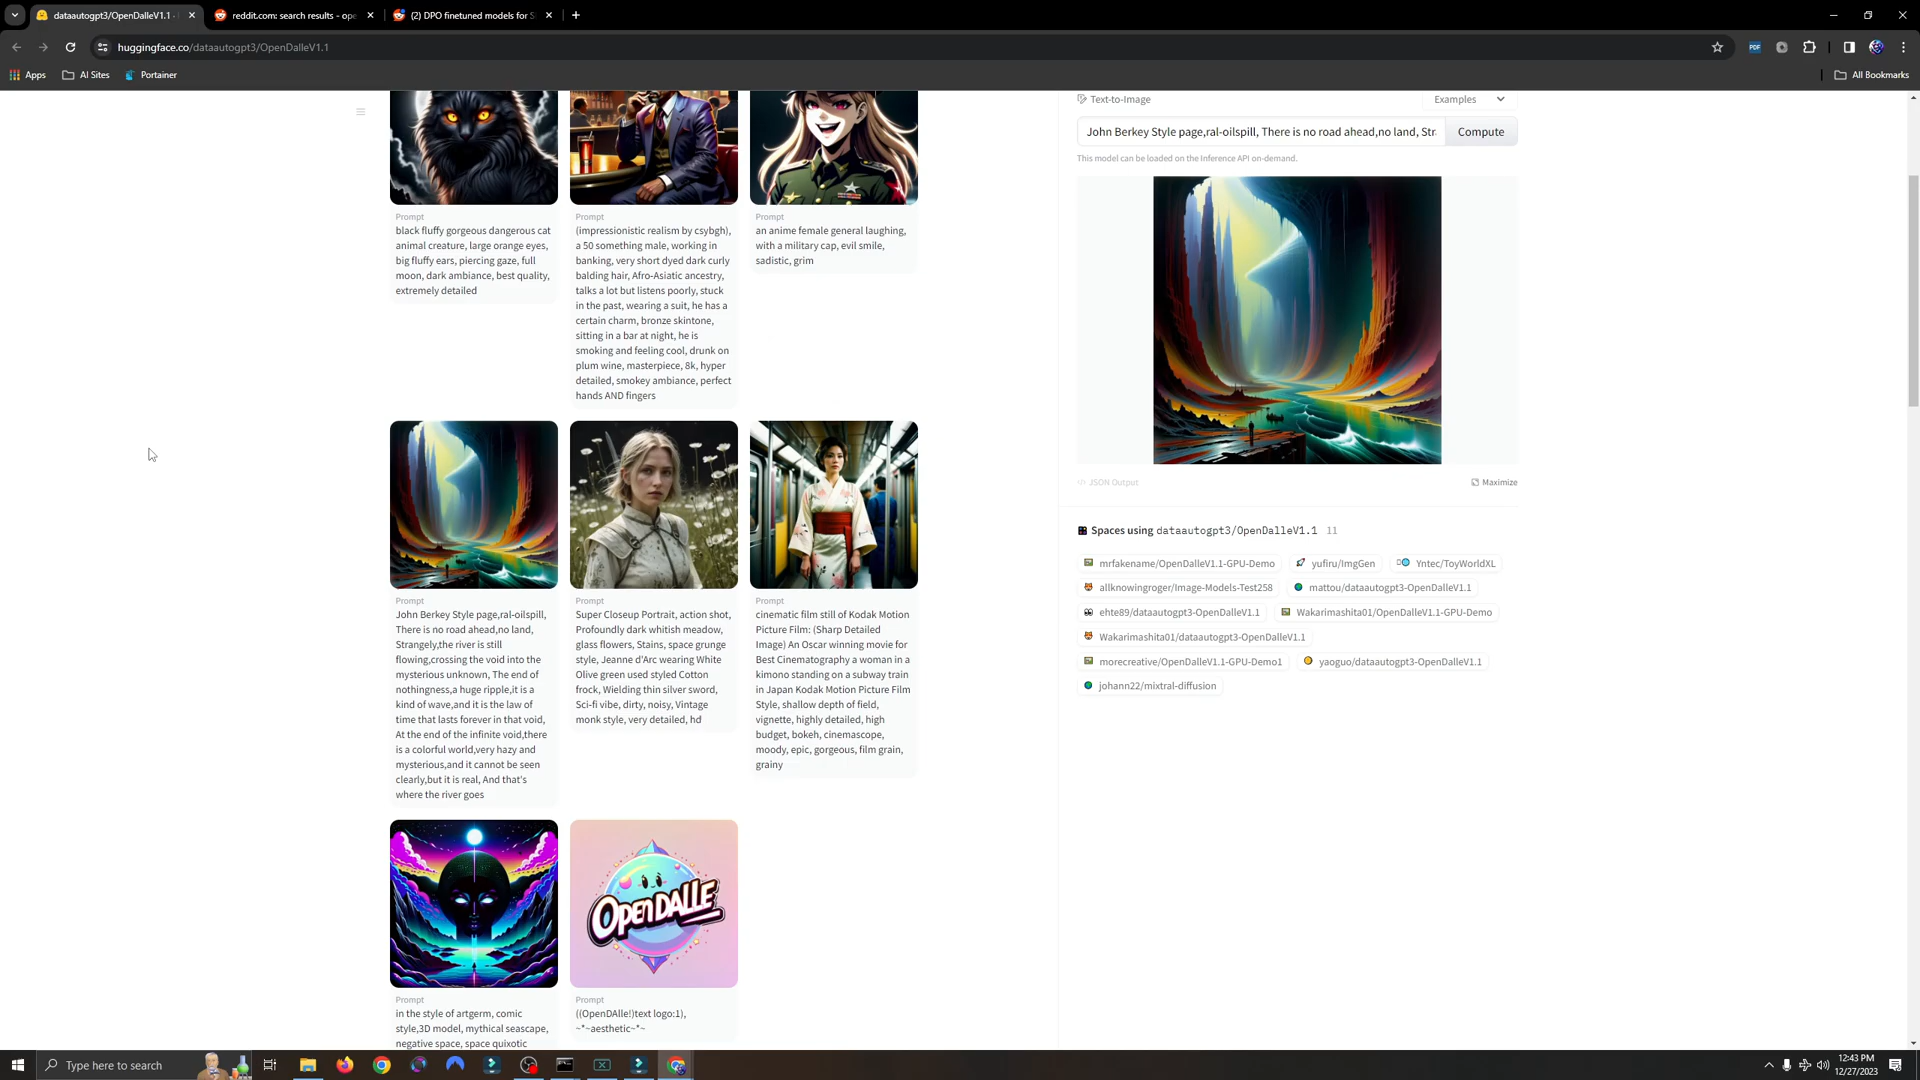 dataautogpt3/OpenDalleV1.1 -
reddit.com: search results - ope
(2) DPO finetuned models for S
huggingface.co/dataautogpt3/OpenDalleV1.1
Apps
AI Sites
Portainer
All Bookmarks
Prompt
black fluffy gorgeous dangerous cat
animal creature, large orange eyes,
big fluffy ears, piercing gaze, full
moon, dark ambiance, best quality,
extremely detailed
Prompt
(impressionistic realism by csybgh),
a 50 something male, working in
banking, very short dyed dark curly
balding hair, Afro-Asiatic ancestry,
talks a lot but listens poorly, stuck
in the past, wearing a suit, he has a
certain charm, bronze skintone,
sitting in a bar at night, he is
smoking and feeling cool, drunk on
plum wine, masterpiece, 8k, hyper
detailed, smokey ambiance, perfect
hands AND fingers
Prompt
an anime female general laughing,
with a military cap, evil smile,
sadistic, grim
Prompt
John Berkey Style page,ral-oilspill,
There is no road ahead,no land,
Strangely,the river is still
flowing,crossing the void into the
mysterious unknown, The end of
nothingness,a huge ripple,it is a
kind of wave,and it is the law of
time that lasts forever in that void,
At the end of the infinite void,there
is a colorful world,very hazy and
mysterious,and it cannot be seen
clearly,but it is real, And that's
where the river goes
Prompt
Super Closeup Portrait, action shot,
Profoundly dark whitish meadow,
glass flowers, Stains, space grunge
style, Jeanne d'Arc wearing White
Olive green used styled Cotton
frock, Wielding thin silver sword,
Sci-fi vibe, dirty, noisy, Vintage
monk style, very detailed, hd
Prompt
cinematic film still of Kodak Motion
Picture Film: (Sharp Detailed
Image) An Oscar winning movie for
Best Cinematography a woman in a
kimono standing on a subway train
in Japan Kodak Motion Picture Film
Style, shallow depth of field,
vignette, highly detailed, high
budget, bokeh, cinemascope,
moody, epic, gorgeous, film grain,
grainy
OpenDALLE
Prompt
in the style of artgerm, comic
style,3D model, mythical seascape,
negative space, space quixotic
Prompt
((OpenDAlle!)text logo:1),
~*~aesthetic~*~
Text-to-Image
Examples
John Berkey Style page,ral-oilspill, There is no road ahead,no land, Str
Compute
This model can be loaded on the Inference API on-demand.
JSON Output
Maximize
Spaces using dataautogpt3/OpenDalleV1.1 11
mrfakename/OpenDalleV1.1-GPU-Demo
yufiru/ImgGen
Yntec/ToyWorldXL
allknowingroger/Image-Models-Test258
mattou/dataautogpt3-OpenDalleV1.1
ehte89/dataautogpt3-OpenDalleV1.1
Wakarimashita01/OpenDalleV1.1-GPU-Demo
Wakarimashita01/dataautogpt3-OpenDalleV1.1
morecreative/OpenDalleV1.1-GPU-Demo1
yaoguo/dataautogpt3-OpenDalleV1.1
johann22/mixtral-diffusion
Type here to search
12:43 PM
12/27/2023